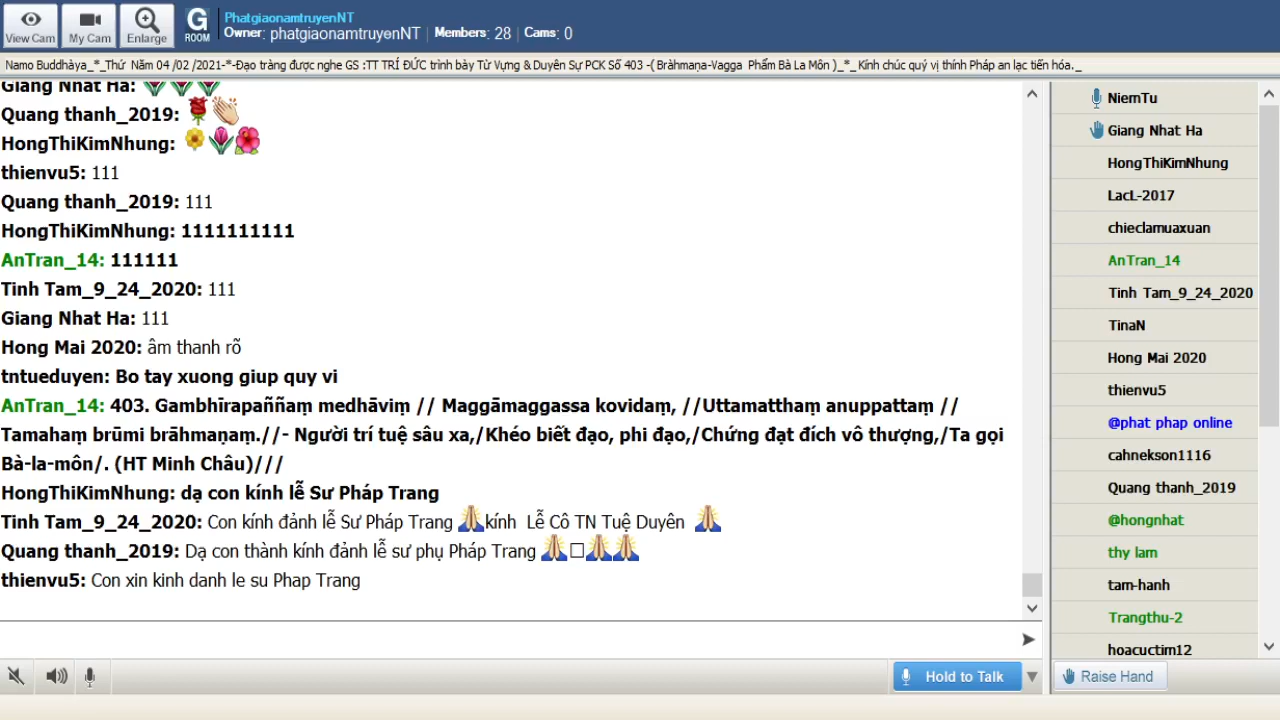 View Cam
My Cam
Enlarge
G
ROOM
PhatgiaonamtruyenNT
Owner: phatgiaonamtruyenNT | Members: 28 | Cams: 0
Namo Buddhàya_*_Thứ Năm 04 /02 /2021-*-Đạo tràng được nghe GS :TT TRÍ ĐỨC trình bày Từ Vựng & Duyên Sự PCK Số 403 -( Bràhmaṇa-Vagga Phẩm Bà La Môn )_*_ Kính chúc quý vị thính Pháp an lạc tiến hóa._
Giang Nhat Ha:
Quang thanh_2019:
HongThiKimNhung:
thienvu5: 111
Quang thanh_2019: 111
HongThiKimNhung: 1111111111
AnTran_14: 111111
Tinh Tam_9_24_2020: 111
Giang Nhat Ha: 111
Hong Mai 2020: âm thanh rõ
tntueduyen: Bo tay xuong giup quy vi
AnTran_14: 403. Gambhīrapaññaṃ medhāviṃ // Maggāmaggassa kovidaṃ, //Uttamatthaṃ anuppattaṃ //
Tamahaṃ brūmi brāhmaṇaṃ.//- Người trí tuệ sâu xa,/Khéo biết đạo, phi đạo,/Chứng đạt đích vô thượng,/Ta gọi
Bà-la-môn/. (HT Minh Châu)///
HongThiKimNhung: dạ con kính lễ Sư Pháp Trang
Tinh Tam_9_24_2020: Con kính đảnh lễ Sư Pháp Trang kính Lễ Cô TN Tuệ Duyên
Quang thanh_2019: Dạ con thành kính đảnh lễ sư phụ Pháp Trang
thienvu5: Con xin kinh danh le su Phap Trang
Hold to Talk
NiemTu
Giang Nhat Ha
HongThiKimNhung
LacL-2017
chieclamuaxuan
AnTran_14
Tinh Tam_9_24_2020
TinaN
Hong Mai 2020
thienvu5
@phat phap online
cahnekson1116
Quang thanh_2019
@hongnhat
thy lam
tam-hanh
Trangthu-2
hoacuctim12
Raise Hand